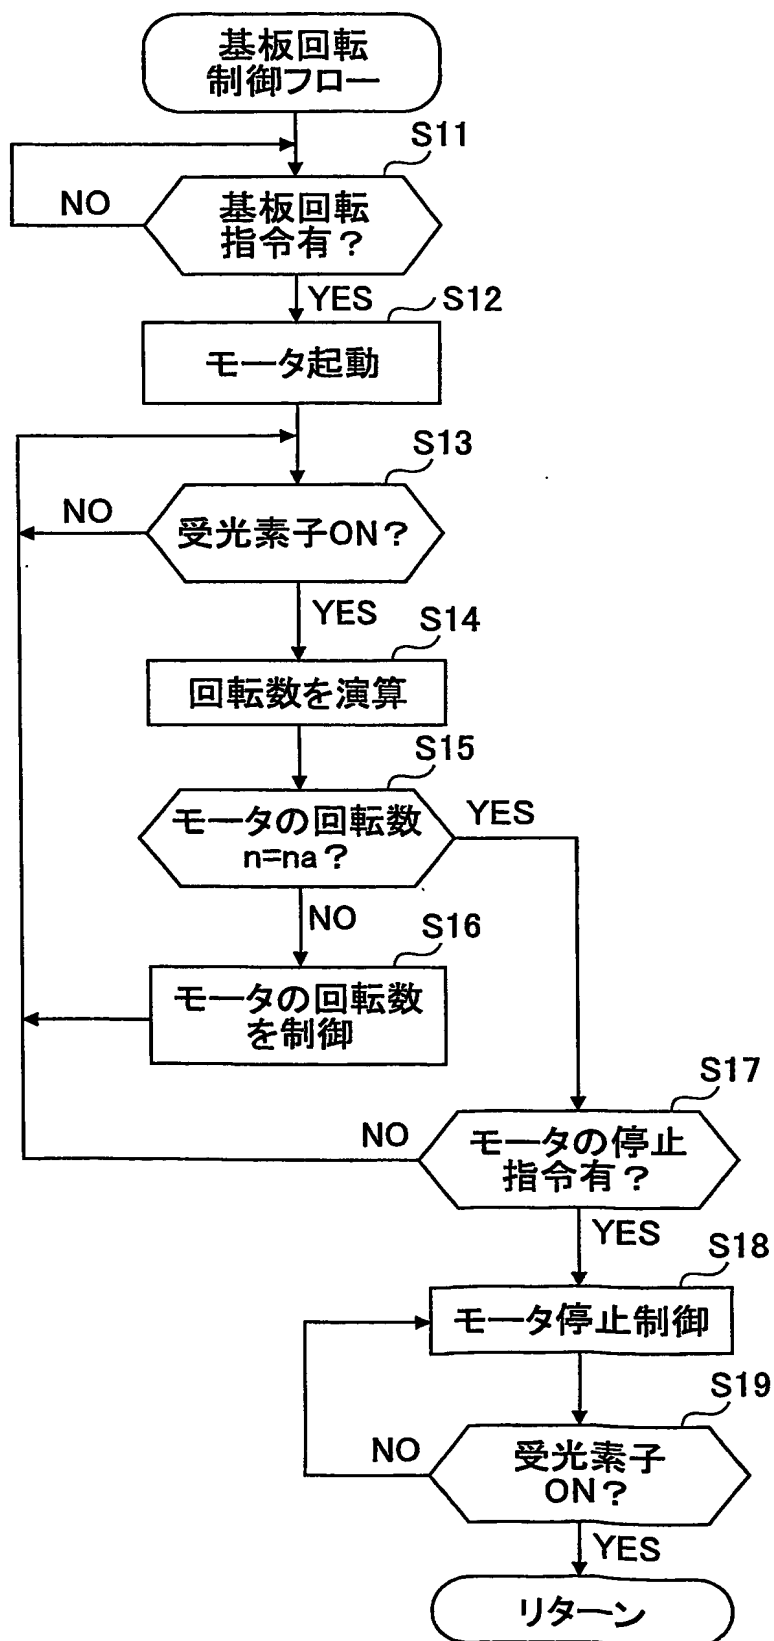 基板回転
制御フロー
S11
NO
基板回転
指令有？
YES
S12
モータ起動
S13
NO
受光素子ON？
YES
S14
回転数を演算
S15
モータの回転数
n=na？
YES
NO
S16
モータの回転数
を制御
S17
NO
モータの停止
指令有？
YES
S18
モータ停止制御
S19
NO
受光素子
ON？
YES
リターン